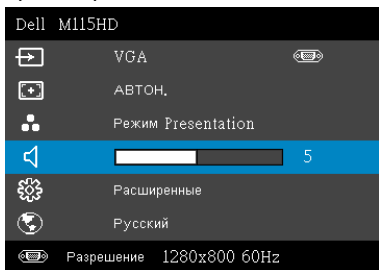 Dell M115HD
VGA
АВТОН.
Режим Presentation
5
Расширенные
Русский
Разрешение 1280x800 60Hz